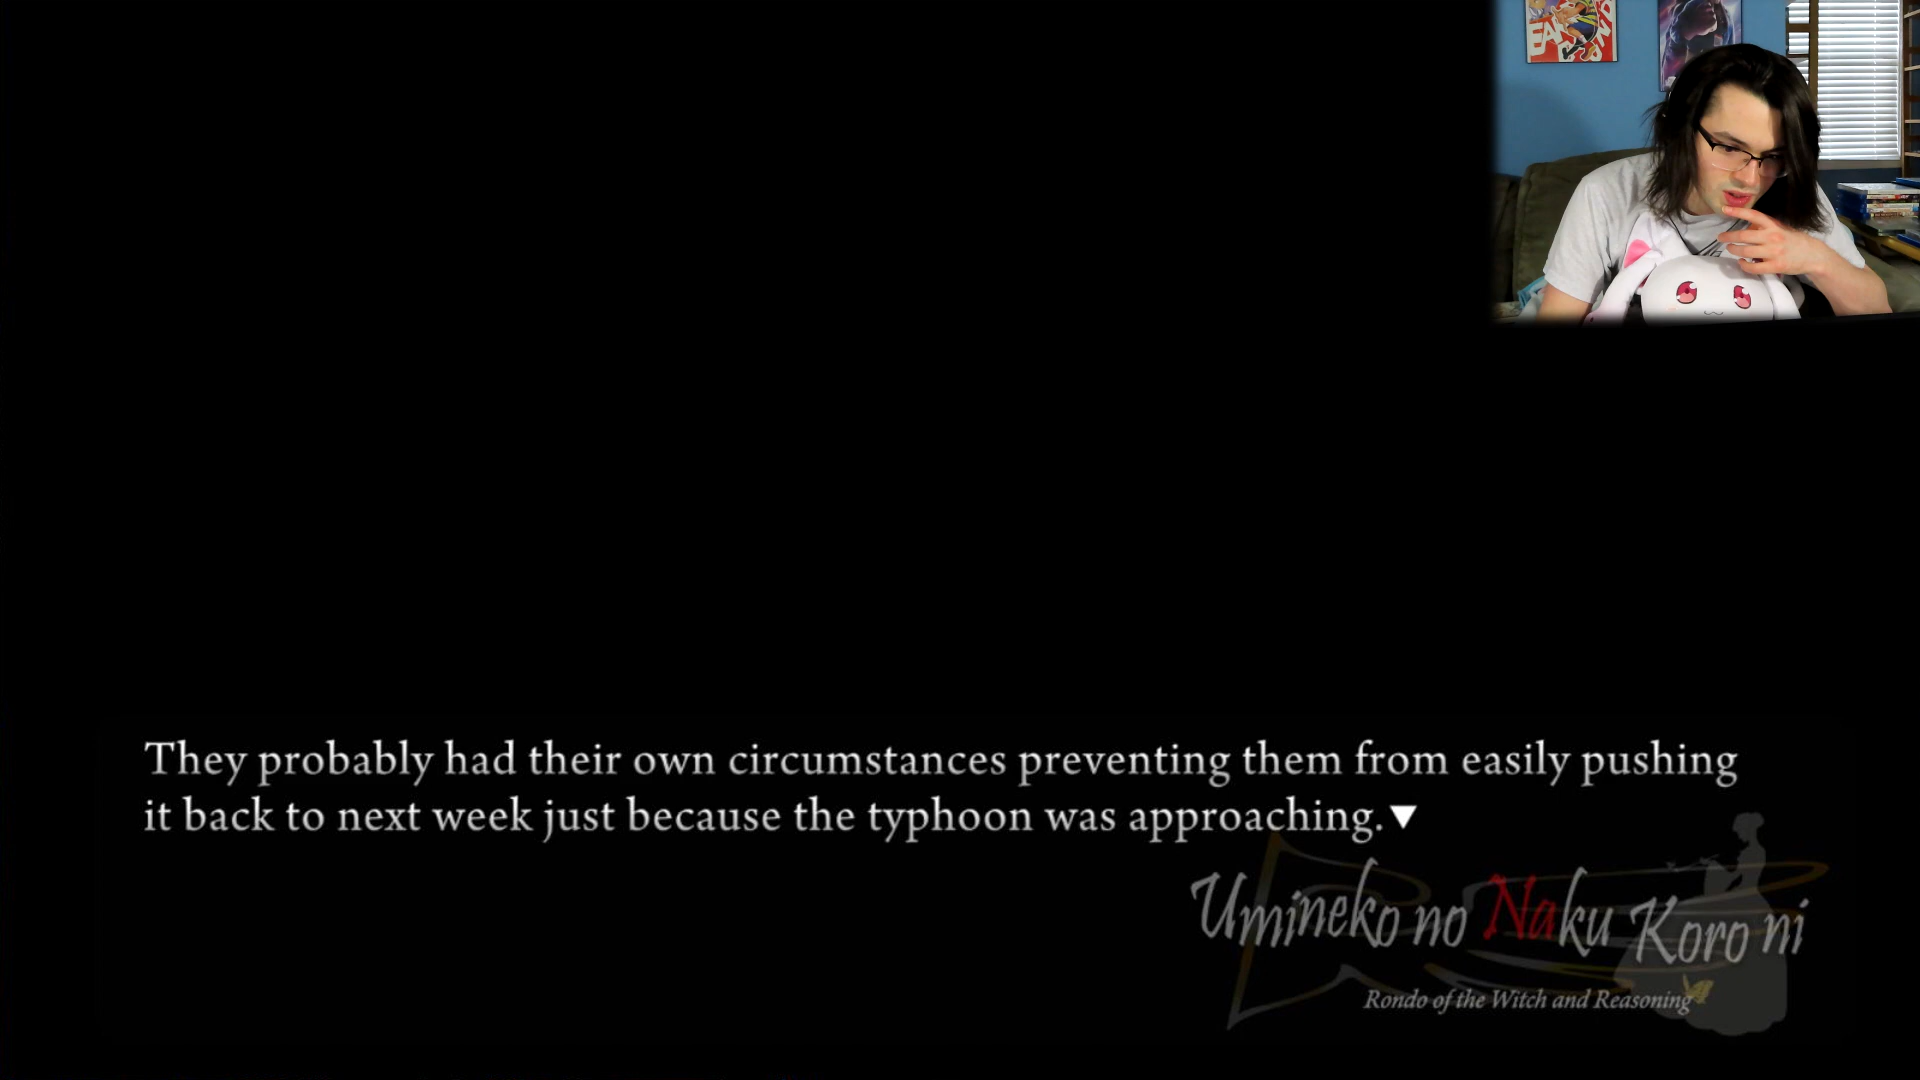 They probably had their own circumstances preventing them from easily pushing
it back to next week just because the typhoon was approaching.
Umineko no Naku Koro ni
Rondo of the Witch and Reasoning